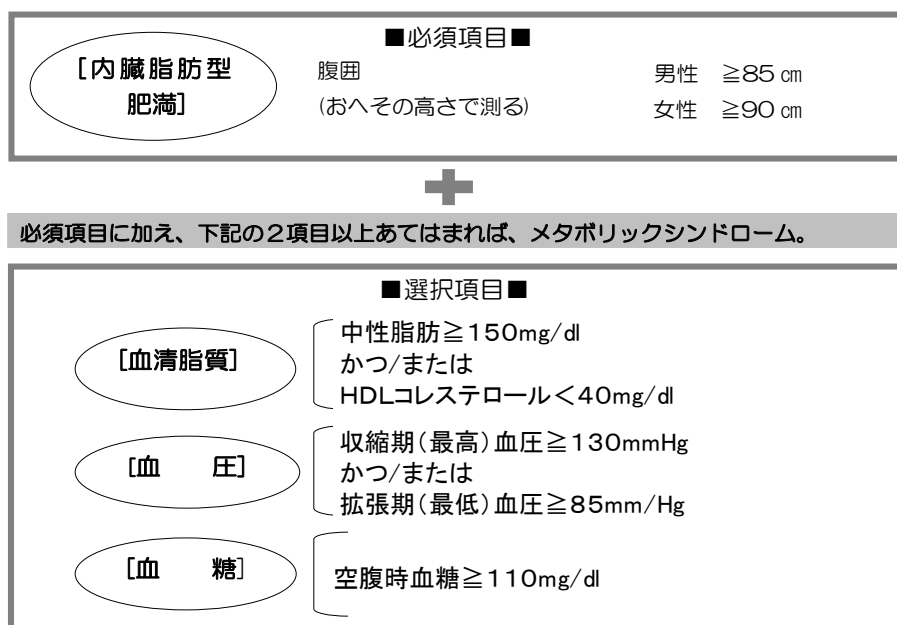 ■必須項目■
[内臓脂肪型
肥満]
腹囲
(おへその高さで測る)
男性　≧85㎝
女性　≧90㎝
必須項目に加え、下記の２項目以上あてはまれば、メタボリックシンドローム。
■選択項目■
[血清脂質]
中性脂肪≧150mg/dl
かつ/または
HDLコレステロール＜40mg/dl
[血　　圧]
収縮期（最高）血圧≧130mmHg
かつ/または
拡張期（最低）血圧≧85mm/Hg
[血　　糖]
空腹時血糖≧110mg/dl